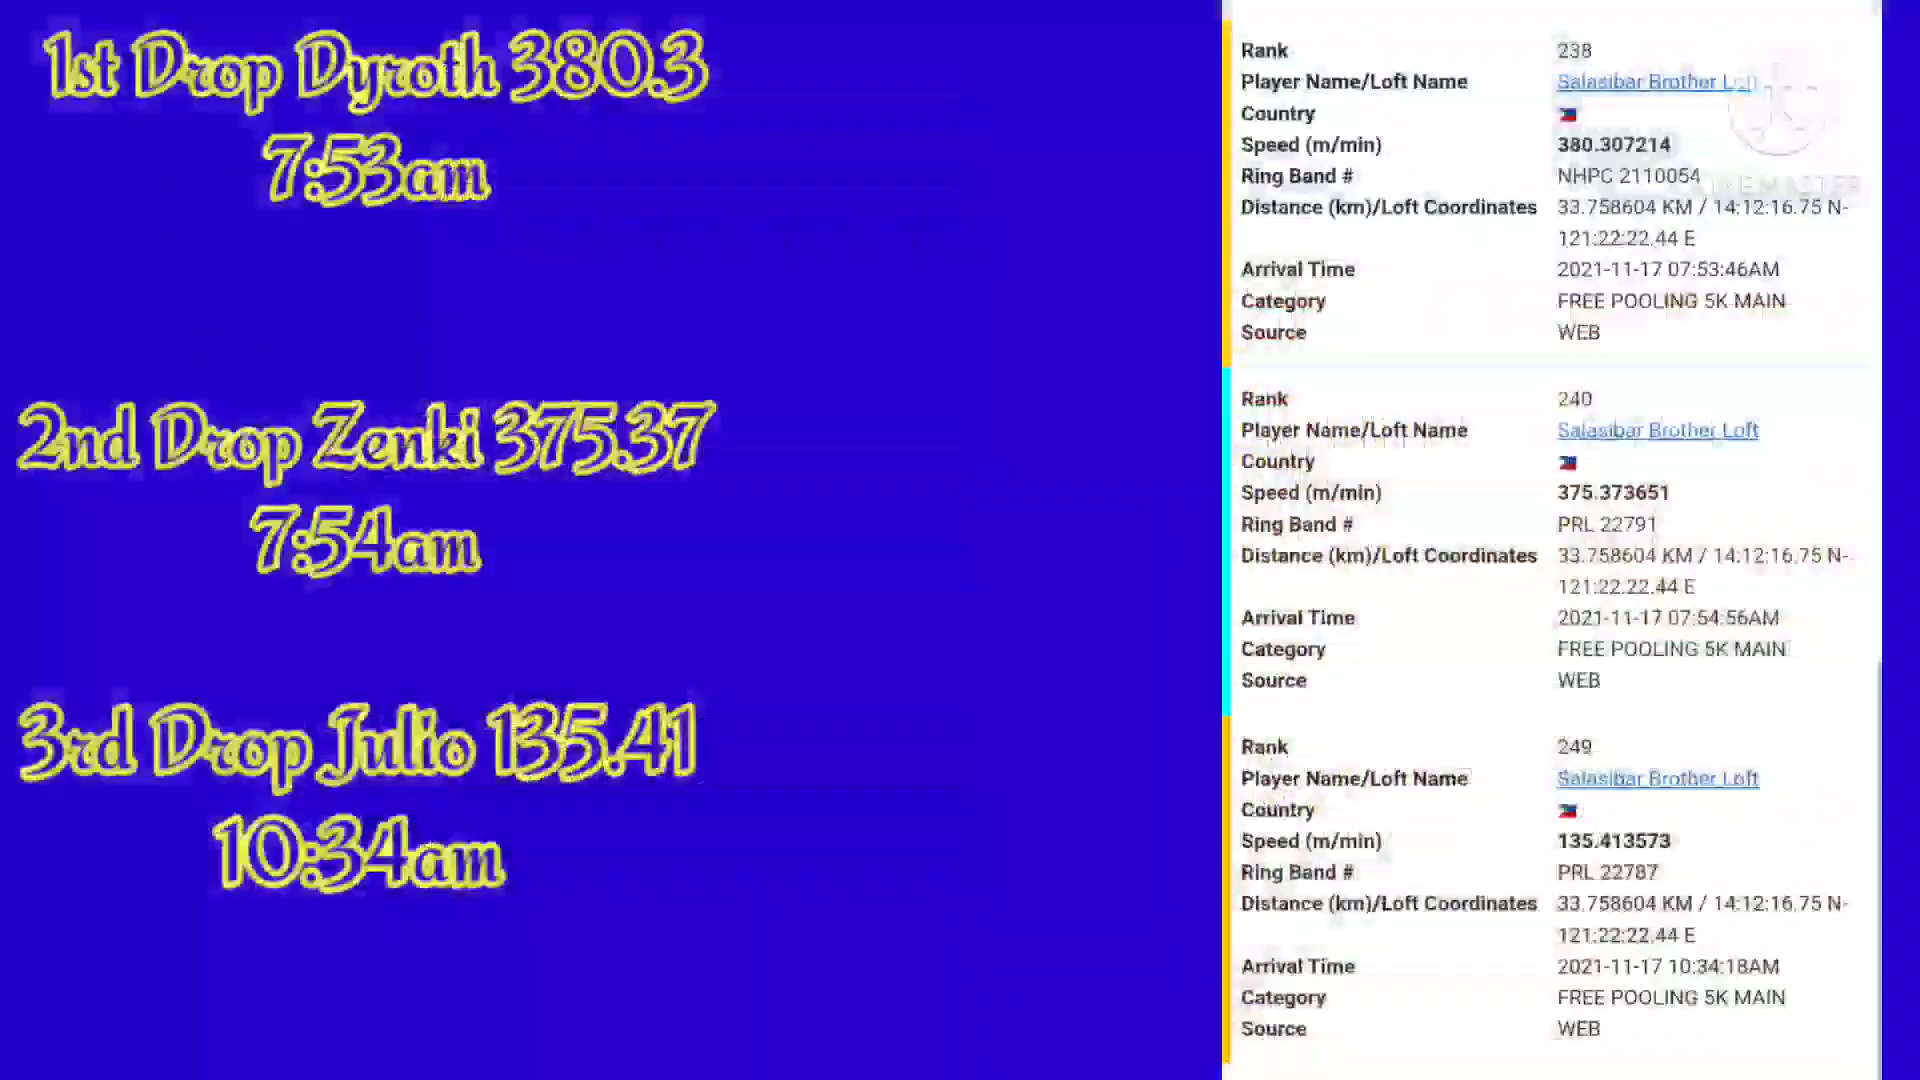 1st Drop Dyroth 380.3
7:53am
2nd Drop Zenki 375.37
7:54am
3rd Drop Julio 135.41
10:34am
Rank 238
Player Name/Loft Name Salasibar Brother Loft
Country
Speed (m/min) 380.307214
Ring Band # NHPC 2110054
Distance (km)/Loft Coordinates 33.758604 KM / 14:12:16.75 N-
121:22:22.44 E
Arrival Time 2021-11-17 07:53:46AM
Category FREE POOLING 5K MAIN
Source WEB
Rank 240
Player Name/Loft Name Salasibar Brother Loft
Country
Speed (m/min) 375.373651
Ring Band # PRL 22791
Distance (km)/Loft Coordinates 33.758604 KM / 14:12:16.75 N-
121:22:22.44 E
Arrival Time 2021-11-17 07:54:56AM
Category FREE POOLING 5K MAIN
Source WEB
Rank 249
Player Name/Loft Name Salasibar Brother Loft
Country
Speed (m/min) 135.413573
Ring Band # PRL 22787
Distance (km)/Loft Coordinates 33.758604 KM / 14:12:16.75 N-
121:22:22.44 E
Arrival Time 2021-11-17 10:34:18AM
Category FREE POOLING 5K MAIN
Source WEB